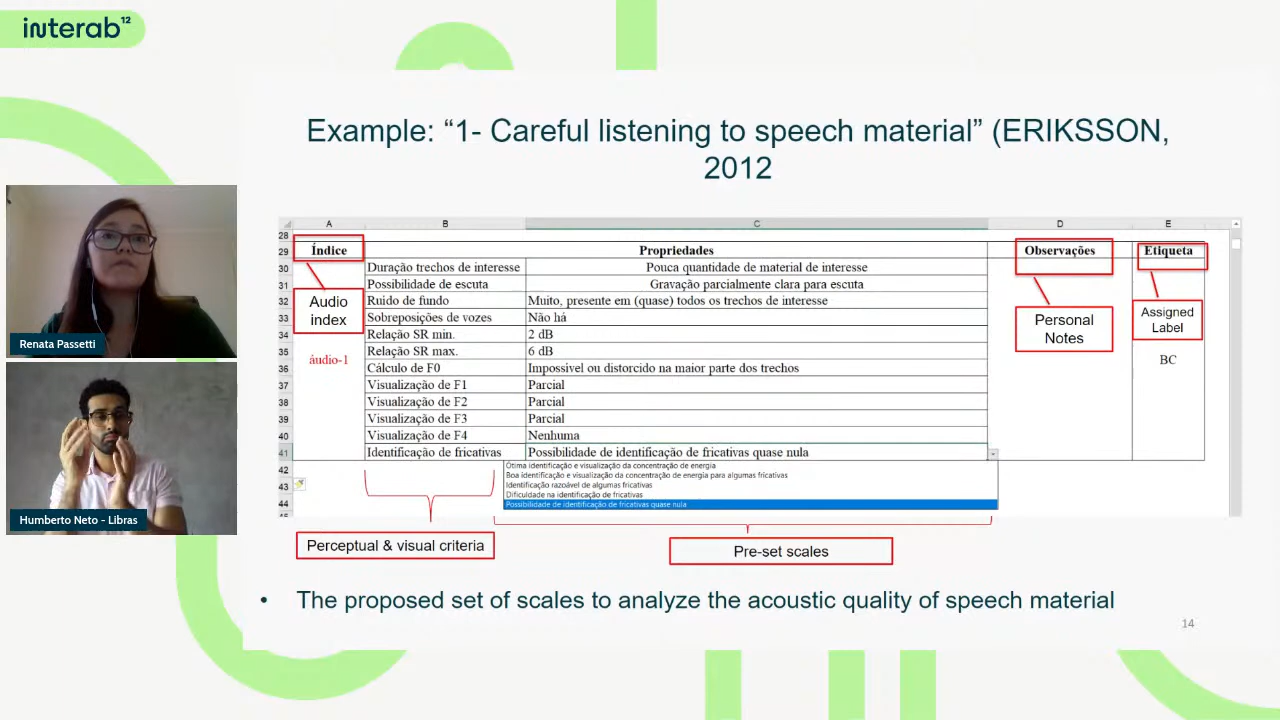 interab¹²
Example: “1- Careful listening to speech material” (ERIKSSON,
2012
A B C D E
28
29 Índice Propriedades Observações Etiqueta
30 Duração trechos de interesse Pouca quantidade de material de interesse
31 Possibilidade de escuta Gravação parcialmente clara para escuta
32 Ruido de fundo Muito, presente em (quase) todos os trechos de interesse
33 Sobreposições de vozes Não há
34 Relação SR min. 2 dB
35 Relação SR max. 6 dB
áudio-1 BC
36 Cálculo de F0 Impossível ou distorcido na maior parte dos trechos
37 Visualização de F1 Parcial
38 Visualização de F2 Parcial
39 Visualização de F3 Parcial
40 Visualização de F4 Nenhuma
41 Identificação de fricativas Possibilidade de identificação de fricativas quase nula
42
43
44
Ótima identificação e visualização da concentração de energia
Boa identificação e visualização da concentração de energia para algumas fricativas
Identificação razoável de algumas fricativas
Dificuldade na identificação de fricativas
Possibilidade de identificação de fricativas quase nula
Audio
index
Personal
Notes
Assigned
Label
Perceptual & visual criteria
Pre-set scales
• The proposed set of scales to analyze the acoustic quality of speech material
14
Renata Passetti
Humberto Neto - Libras